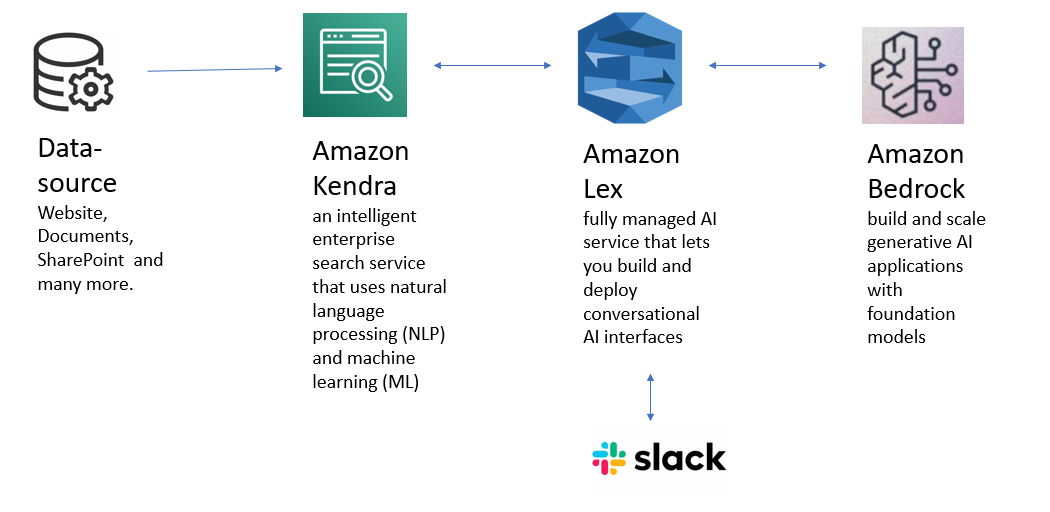 Data-
source
Website,
Documents,
SharePoint and
many more.
Amazon
Kendra
an intelligent
enterprise
search service
that uses natural
language
processing (NLP)
and machine
learning (ML)
Amazon
Lex
fully managed AI
service that lets
you build and
deploy
conversational
AI interfaces
Amazon
Bedrock
build and scale
generative AI
applications
with
foundation
models
slack